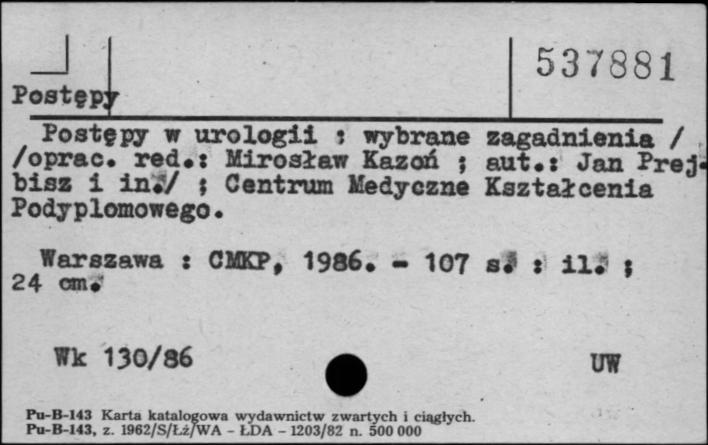 537881
Postępy
Postępy w urologii : wybrane zagadnienia /
/oprac. red.: Mirosław Kazoń ; aut.: Jan Prej-
bisz i in./ ; Centrum Medyczne Kształcenia
Podyplomowego.
Warszawa : CMKP, 1986. - 107 s. : il. ;
24 cm.
Wk 130/86
UW
Pu-B-143 Karta katalogowa wydawnictw zwartych i ciągłych.
Pu-B-143, z. 1962/S/Łż/WA - ŁDA - 1203/82 n. 500 000